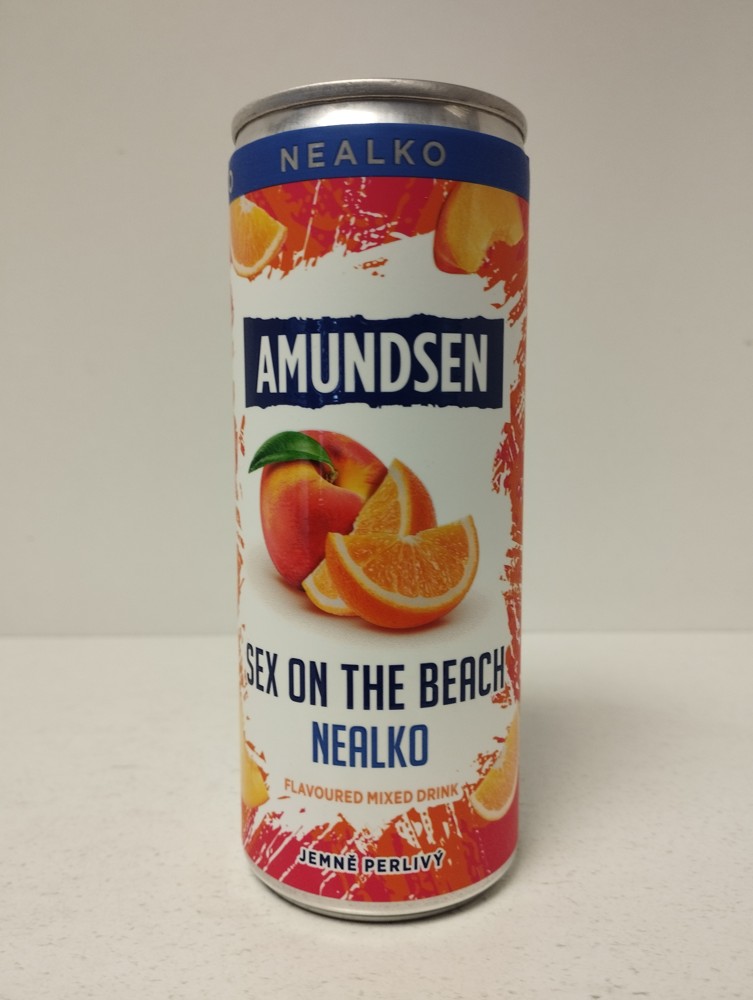 NEALKO
AMUNDSEN
SEX ON THE BEACH
NEALKO
FLAVOURED MIXED DRINK
JEMNĚ PERLIVÝ